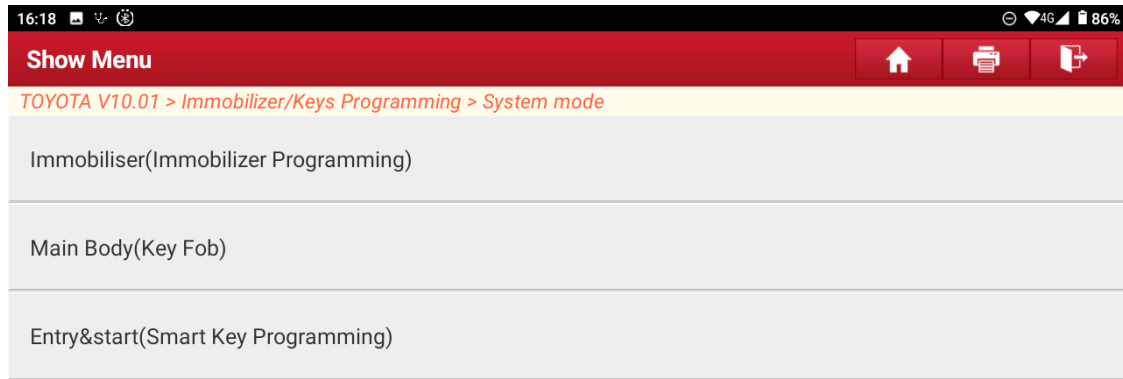 16:18 4G 86%
Show Menu
TOYOTA V10.01 > Immobilizer/Keys Programming > System mode
Immobiliser(Immobilizer Programming)
Main Body(Key Fob)
Entry&start(Smart Key Programming)